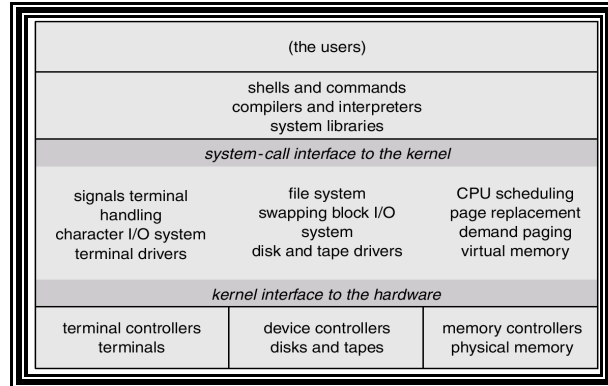 (the users)
shells and commands
compilers and interpreters
system libraries
system-call interface to the kernel
signals terminal
handling
character I/O system
terminal drivers
file system
swapping block I/O
system
disk and tape drivers
CPU scheduling
page replacement
demand paging
virtual memory
kernel interface to the hardware
terminal controllers
terminals
device controllers
disks and tapes
memory controllers
physical memory